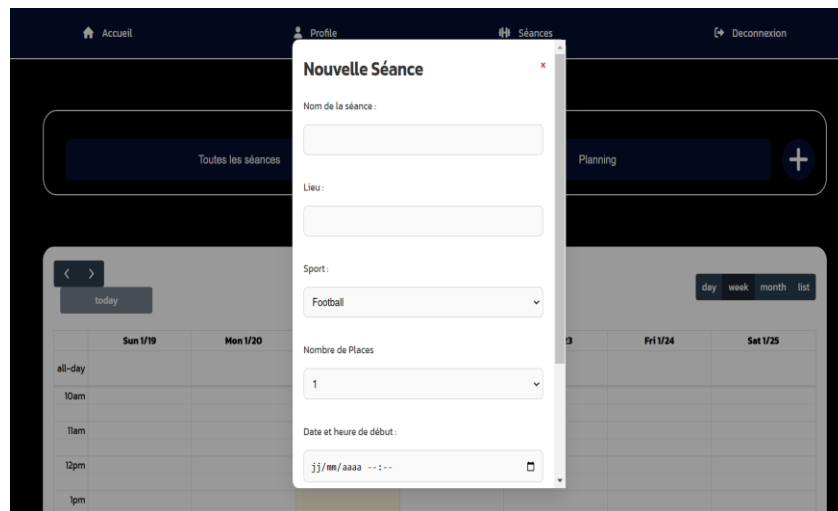 Accueil Profile Séances Deconnexion
Nouvelle Séance x
Nom de la séance :
Toutes les séances Planning
Lieu :
Sport :
Football
day week month list
today
Sun 1/19 Mon 1/20 Fri 1/24 Sat 1/25
Nombre de Places
all-day
1
10am
11am
Date et heure de début :
12pm
jj/mm/aaaa --:--
1pm